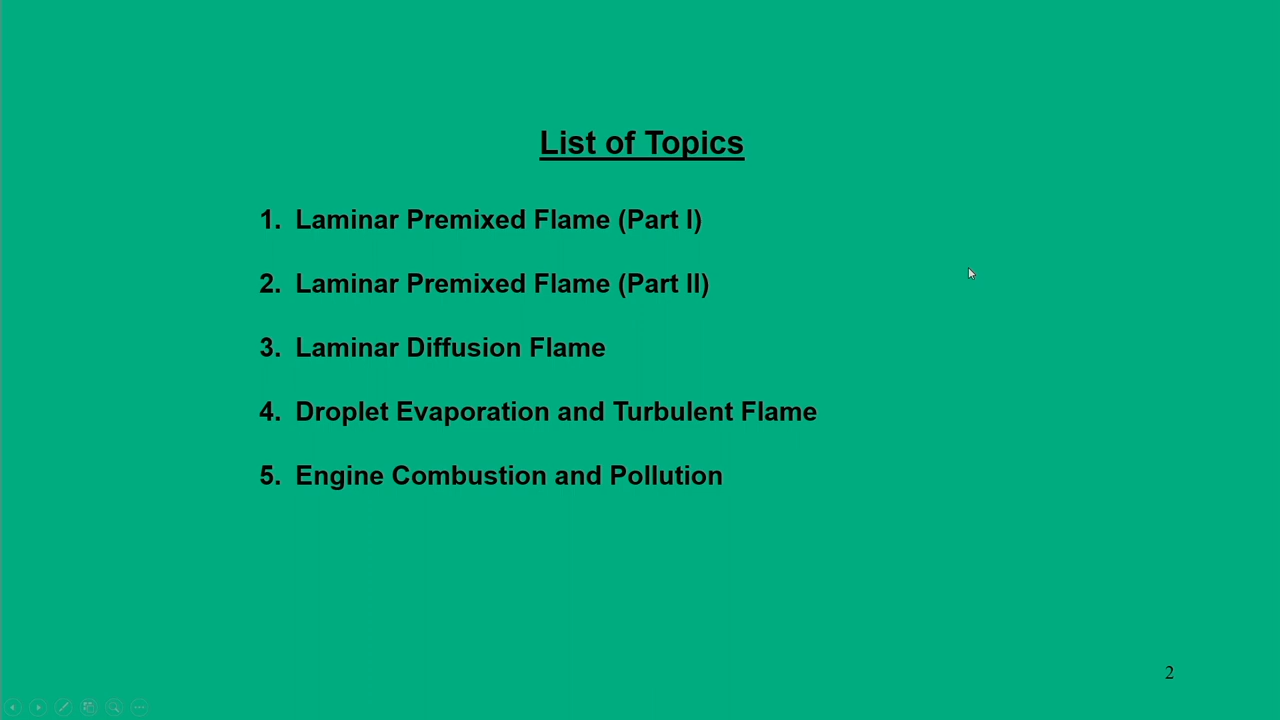 List of Topics
1. Laminar Premixed Flame (Part I)
2. Laminar Premixed Flame (Part II)
3. Laminar Diffusion Flame
4. Droplet Evaporation and Turbulent Flame
5. Engine Combustion and Pollution
2